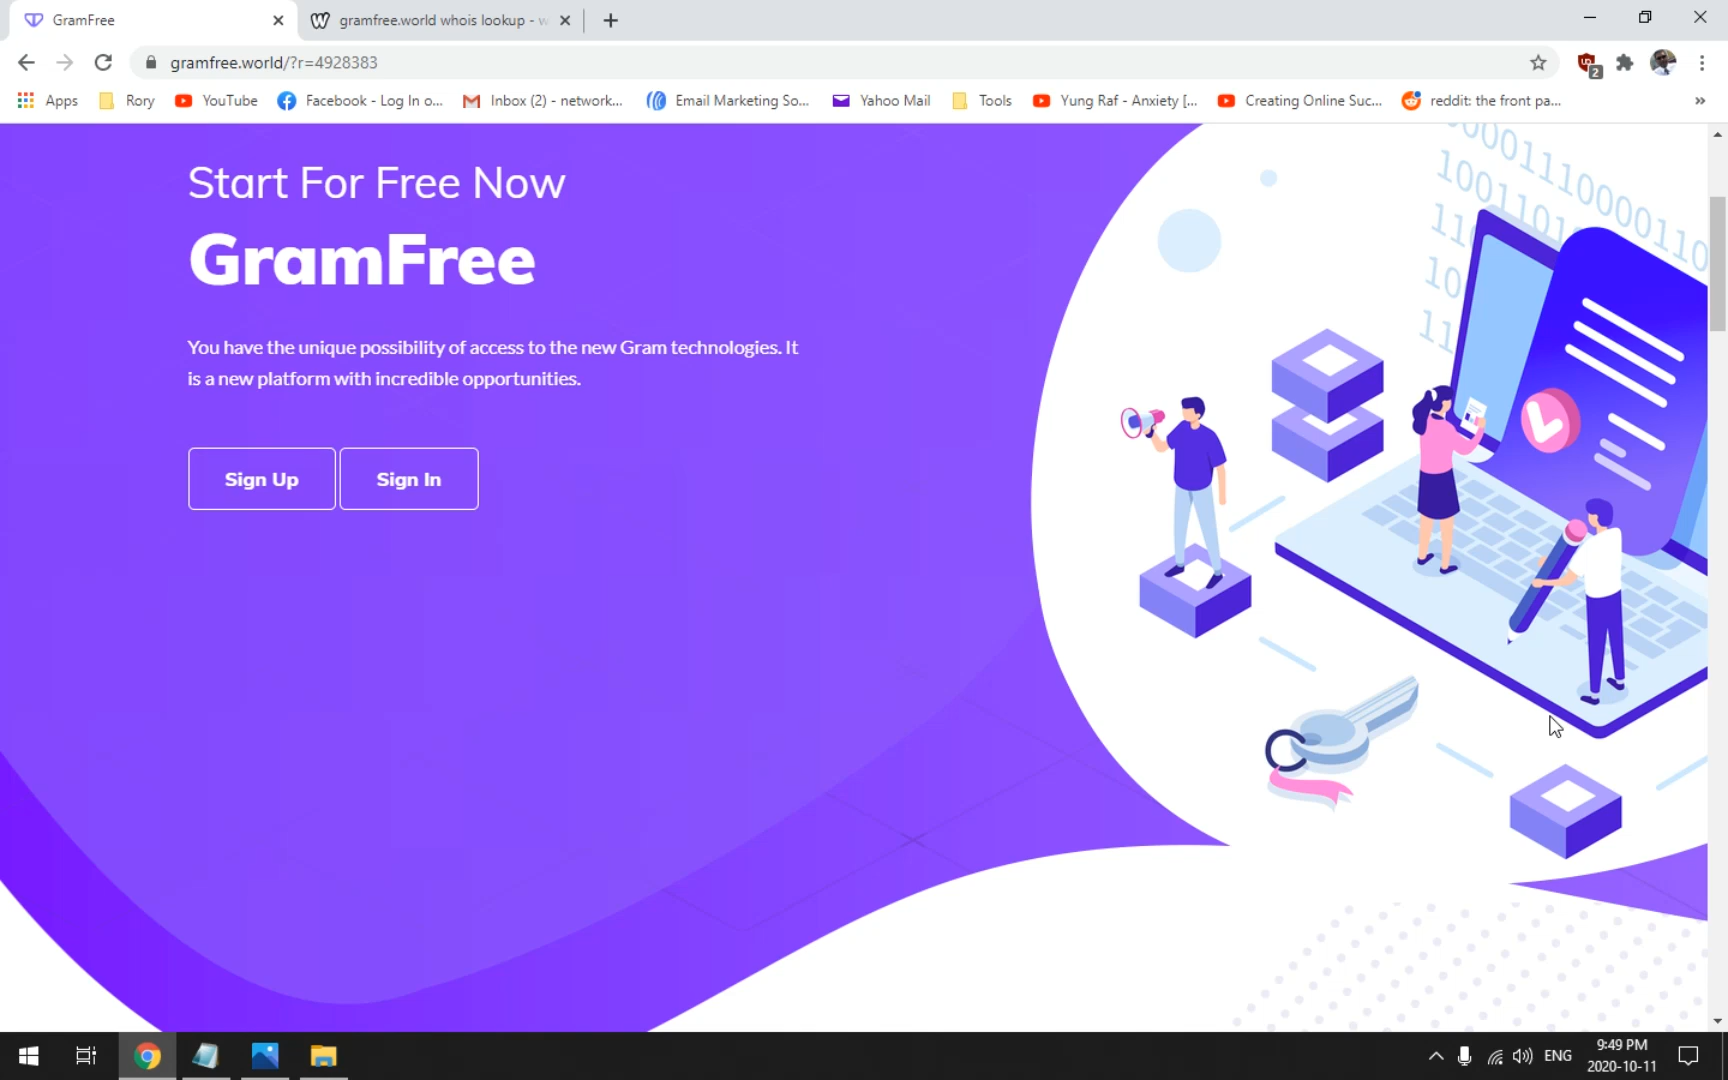 GramFree
gramfree.world whois lookup - w
gramfree.world/?r=4928383
2
Apps
Rory
YouTube
Facebook - Log In o...
Inbox (2) - network...
Email Marketing So...
Yahoo Mail
Tools
Yung Raf - Anxiety [...
Creating Online Suc...
reddit: the front pa...
»
Start For Free Now
GramFree
You have the unique possibility of access to the new Gram technologies. It
is a new platform with incredible opportunities.
Sign Up
Sign In
ENG
9:49 PM
2020-10-11